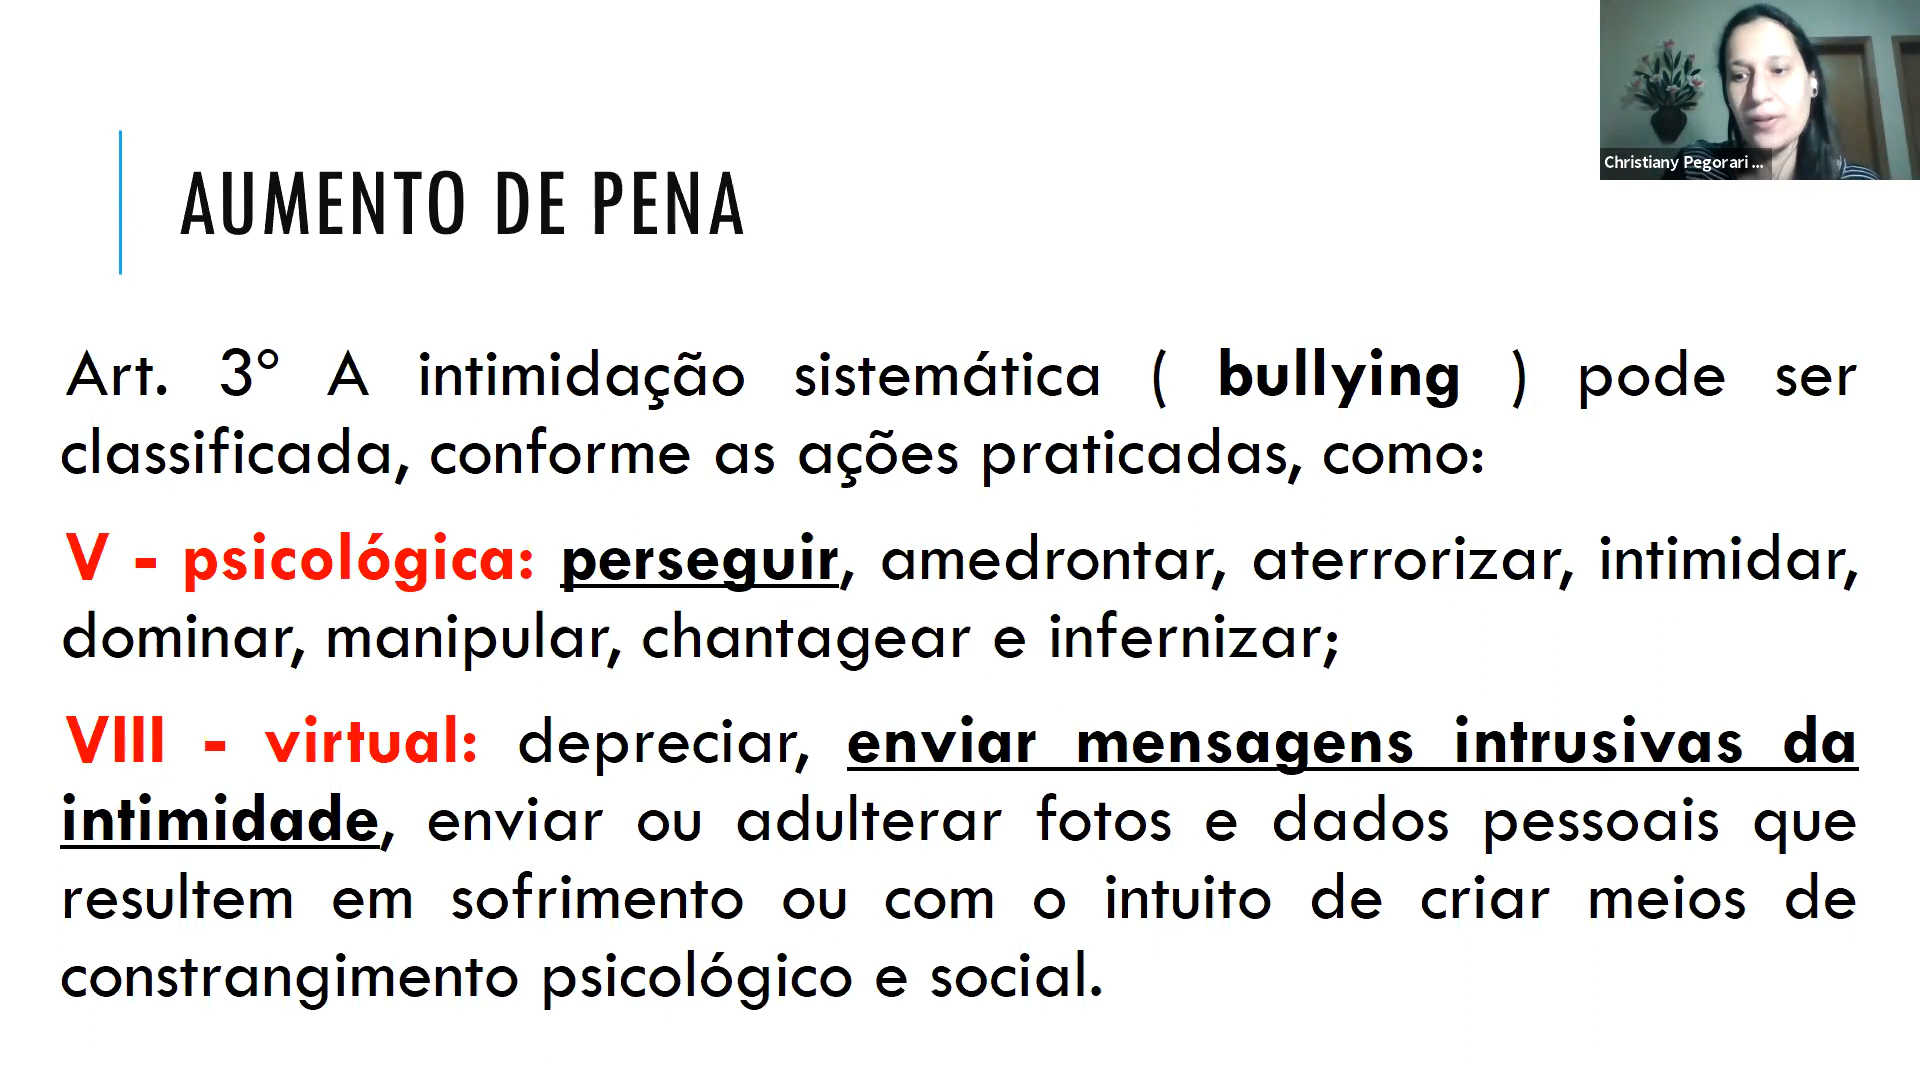 Christiany Pegorari ...
AUMENTO DE PENA
Art. 3º A intimidação sistemática ( bullying ) pode ser
classificada, conforme as ações praticadas, como:
V - psicológica: perseguir, amedrontar, aterrorizar, intimidar,
dominar, manipular, chantagear e infernizar;
VIII - virtual: depreciar, enviar mensagens intrusivas da
intimidade, enviar ou adulterar fotos e dados pessoais que
resultem em sofrimento ou com o intuito de criar meios de
constrangimento psicológico e social.